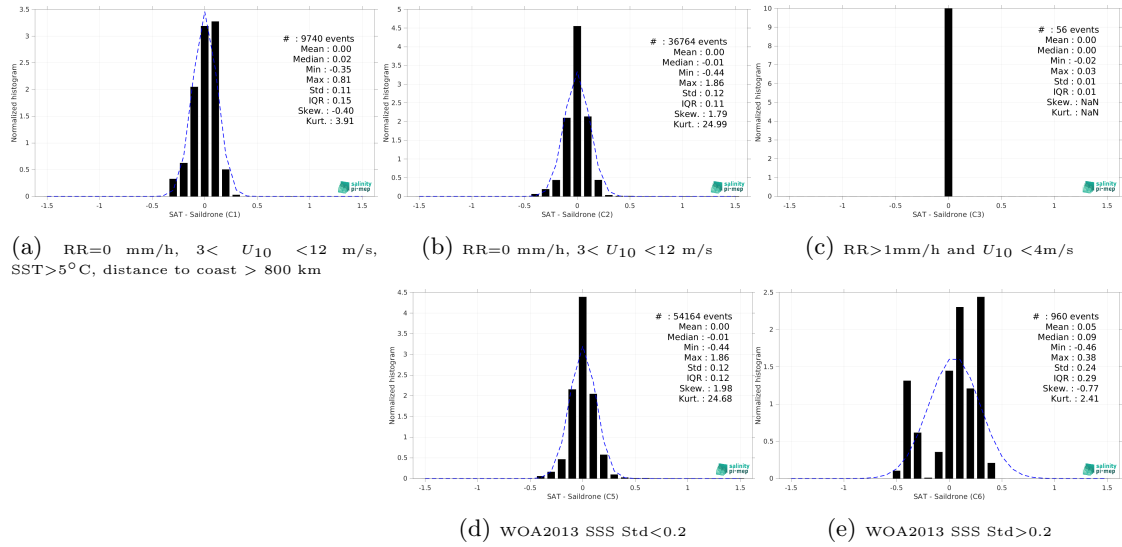 3.5
3
2.5
2
1.5
1
0.5
0
Normalized histogram
# : 9740 events
Mean : 0.00
Median : 0.02
Min : -0.35
Max : 0.81
Std : 0.11
IQR : 0.15
Skew. : -0.40
Kurt. : 3.91
salinity
pi-mep
-1.5 -1 -0.5 0 0.5 1 1.5
SAT - Saildrone (C1)
(a) RR=0 mm/h, 3< U10 <12 m/s,
SST>5°C, distance to coast > 800 km
5
4.5
4
3.5
3
2.5
2
1.5
1
0.5
0
Normalized histogram
# : 36764 events
Mean : 0.00
Median : -0.01
Min : -0.44
Max : 1.86
Std : 0.12
IQR : 0.11
Skew. : 1.79
Kurt. : 24.99
salinity
pi-mep
-1.5 -1 -0.5 0 0.5 1 1.5
SAT - Saildrone (C2)
(b) RR=0 mm/h, 3< U10 <12 m/s
10
9
8
7
6
5
4
3
2
1
0
Normalized histogram
# : 56 events
Mean : 0.00
Median : 0.00
Min : -0.02
Max : 0.03
Std : 0.01
IQR : 0.01
Skew. : NaN
Kurt. : NaN
salinity
pi-mep
-1.5 -1 -0.5 0 0.5 1 1.5
SAT - Saildrone (C3)
(c) RR>1mm/h and U10 <4m/s
4.5
4
3.5
3
2.5
2
1.5
1
0.5
0
Normalized histogram
# : 54164 events
Mean : 0.00
Median : -0.01
Min : -0.44
Max : 1.86
Std : 0.12
IQR : 0.12
Skew. : 1.98
Kurt. : 24.68
salinity
pi-mep
-1.5 -1 -0.5 0 0.5 1 1.5
SAT - Saildrone (C5)
(d) WOA2013 SSS Std<0.2
2.5
2
1.5
1
0.5
0
Normalized histogram
# : 960 events
Mean : 0.05
Median : 0.09
Min : -0.46
Max : 0.38
Std : 0.24
IQR : 0.29
Skew. : -0.77
Kurt. : 2.41
salinity
pi-mep
-1.5 -1 -0.5 0 0.5 1 1.5
SAT - Saildrone (C6)
(e) WOA2013 SSS Std>0.2